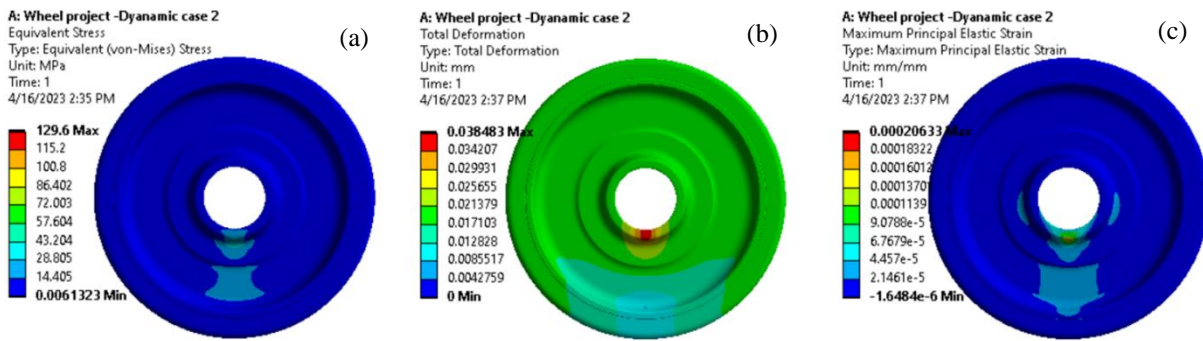 A: Wheel project -Dyanamic case 2
Equivalent Stress
Type: Equivalent (von-Mises) Stress
Unit: MPa
Time: 1
4/16/2023 2:35 PM
(a)
129.6 Max
115.2
100.8
86.402
72.003
57.604
43.204
28.805
14.405
0.0061323 Min
A: Wheel project -Dyanamic case 2
Total Deformation
Type: Total Deformation
Unit: mm
Time: 1
4/16/2023 2:37 PM
(b)
0.038483 Max
0.034207
0.029931
0.025655
0.021379
0.017103
0.012828
0.0085517
0.0042759
0 Min
A: Wheel project -Dyanamic case 2
Maximum Principal Elastic Strain
Type: Maximum Principal Elastic Strain
Unit: mm/mm
Time: 1
4/16/2023 2:37 PM
(c)
0.00020633 Max
0.00018322
0.00016012
0.00013701
0.0001139
9.0788e-5
6.7679e-5
4.457e-5
2.1461e-5
-1.6484e-6 Min